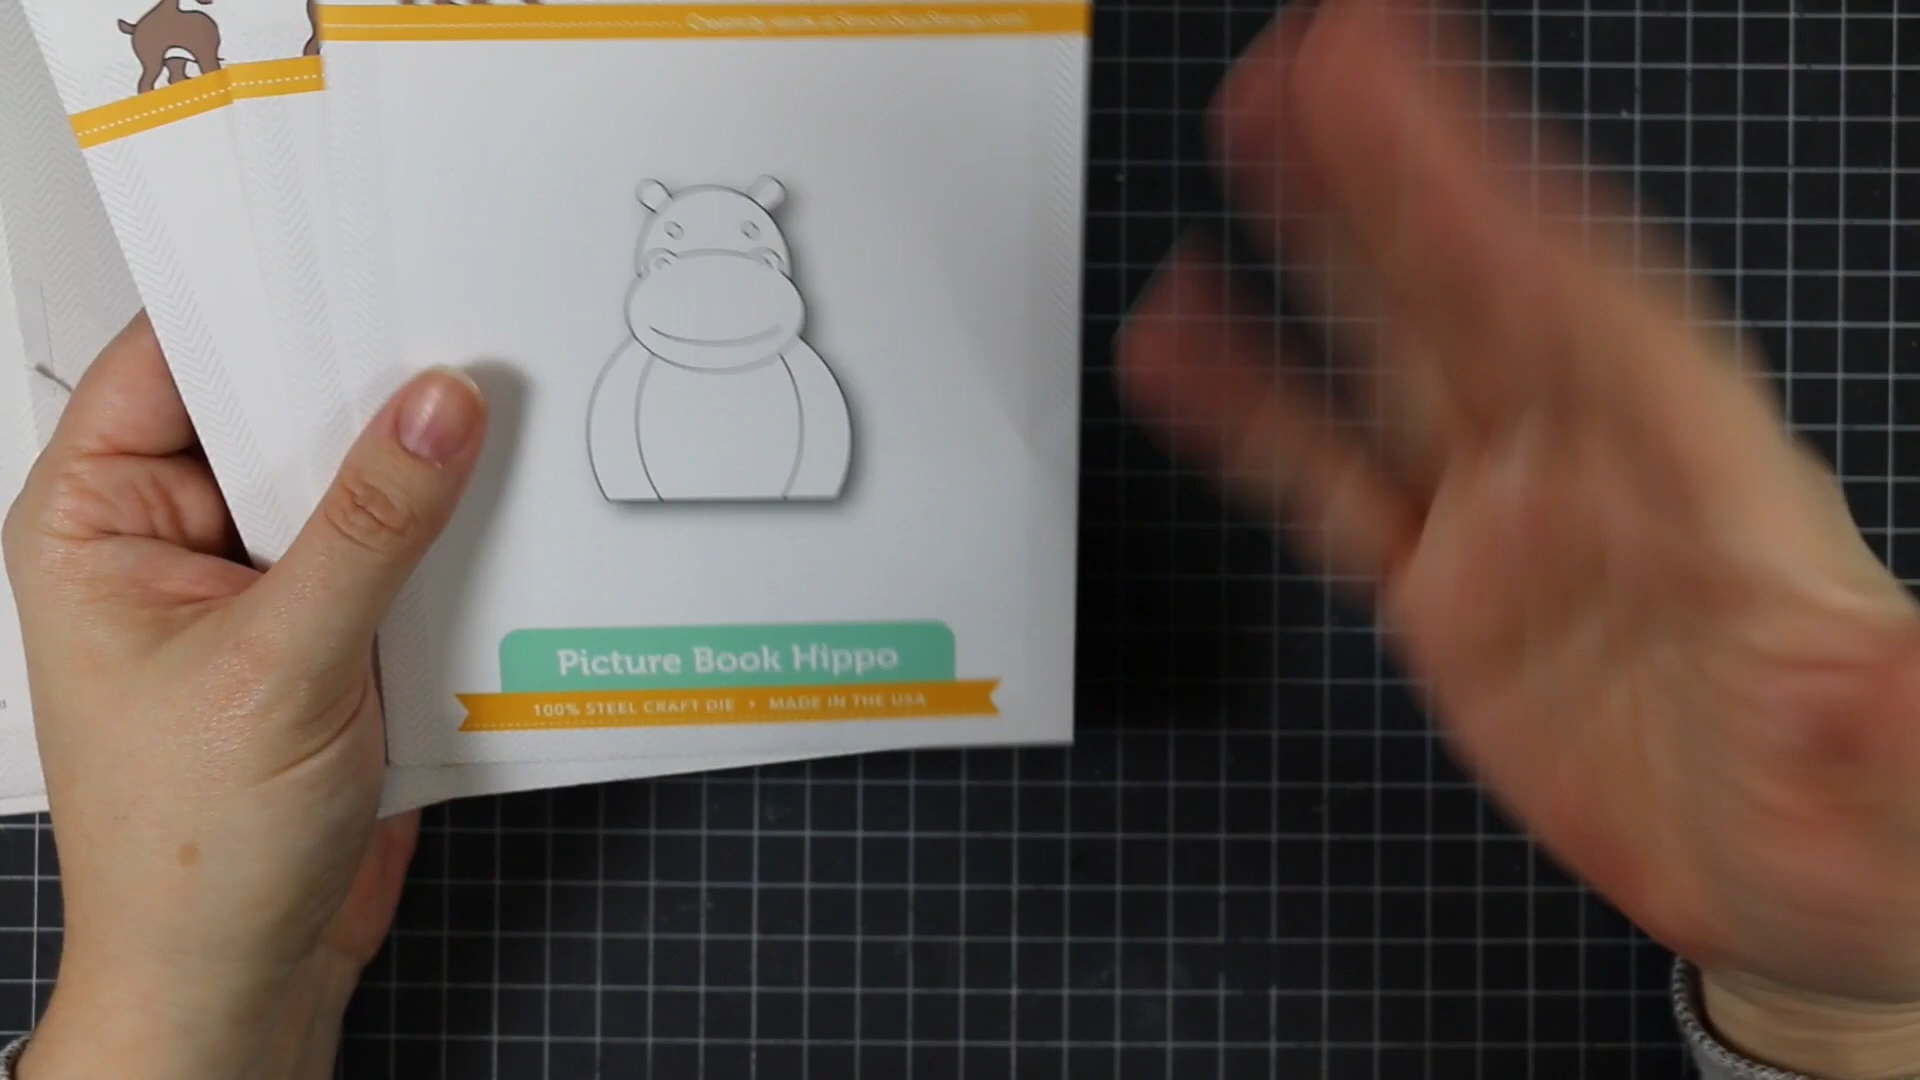 Picture Book Hippo
100% STEEL CRAFT DIE • MADE IN THE USA